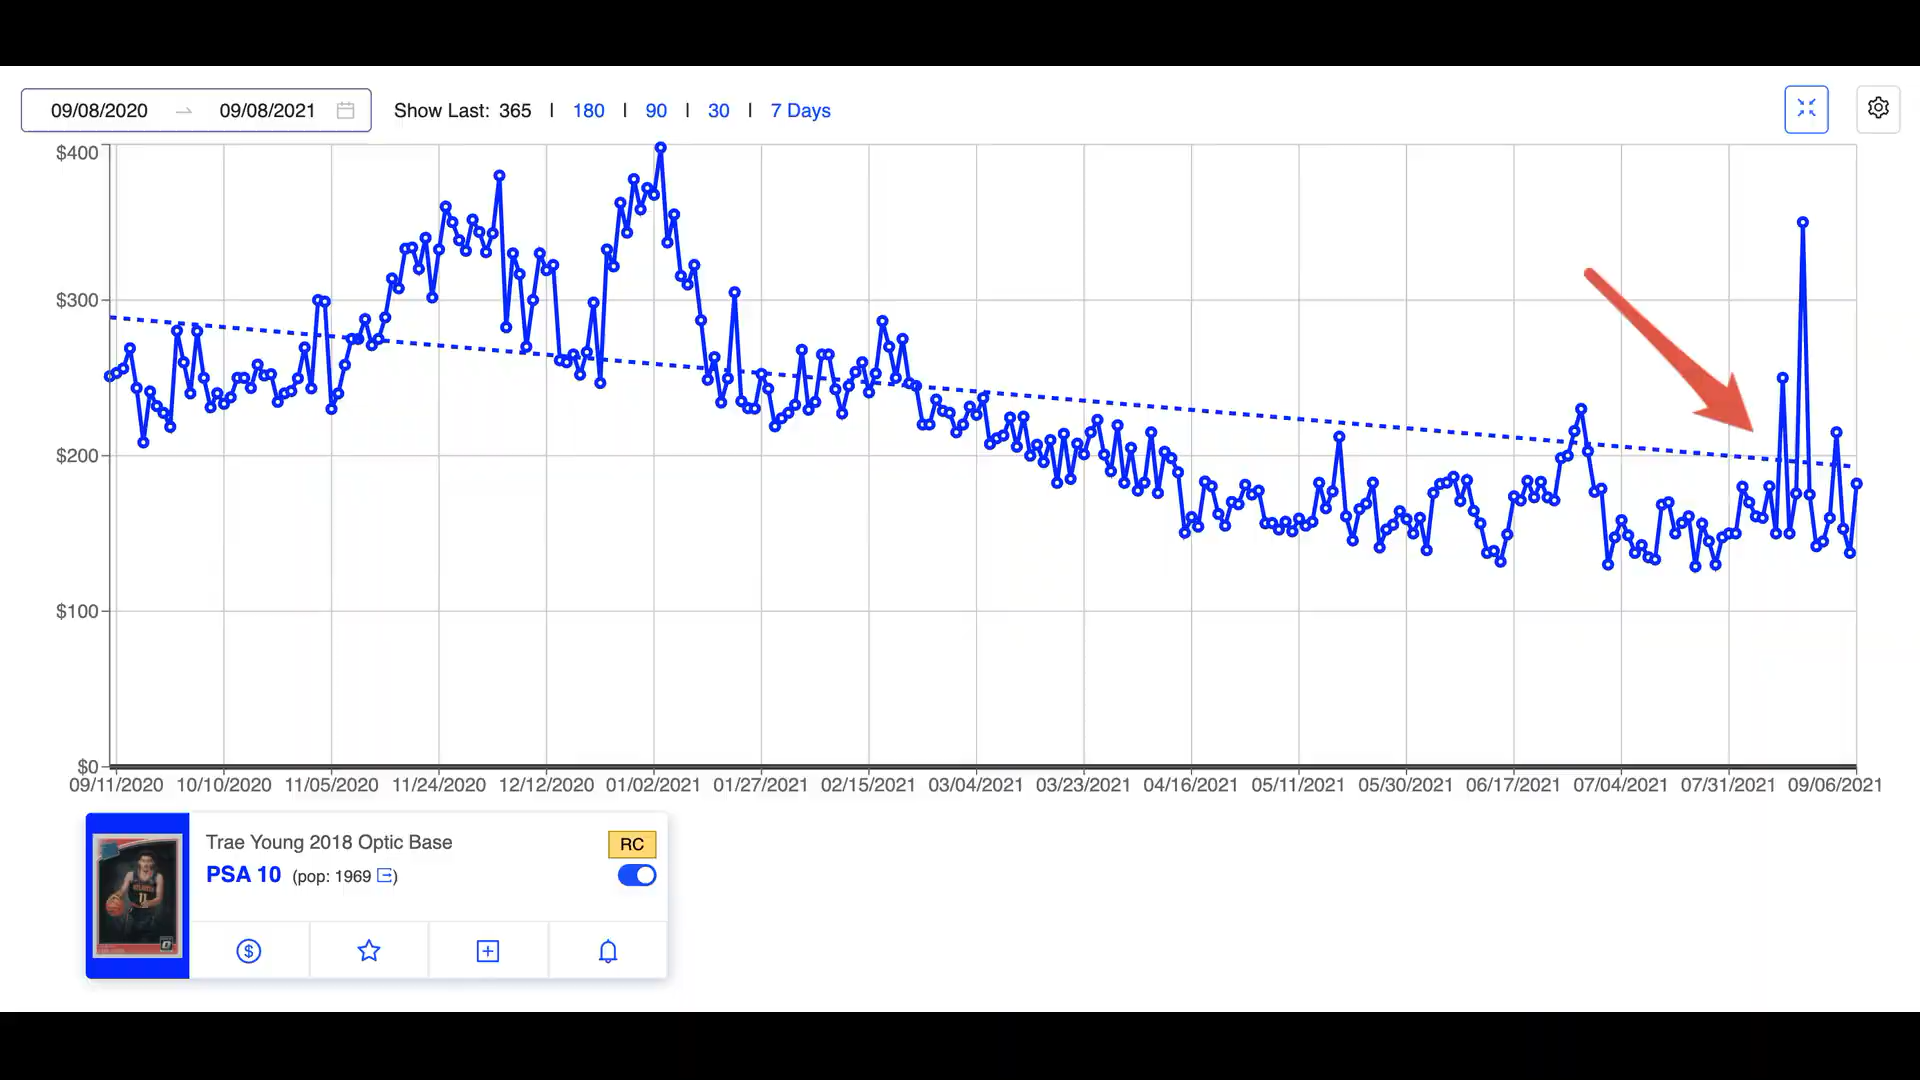 09/08/2020 → 09/08/2021 Show Last: 365 | 180 | 90 | 30 | 7 Days
$400
$300
$200
$100
$0
09/11/2020 10/10/2020 11/05/2020 11/24/2020 12/12/2020 01/02/2021 01/27/2021 02/15/2021 03/04/2021 03/23/2021 04/16/2021 05/11/2021 05/30/2021 06/17/2021 07/04/2021 07/31/2021 09/06/2021
Trae Young 2018 Optic Base RC
PSA 10 (pop: 1969)